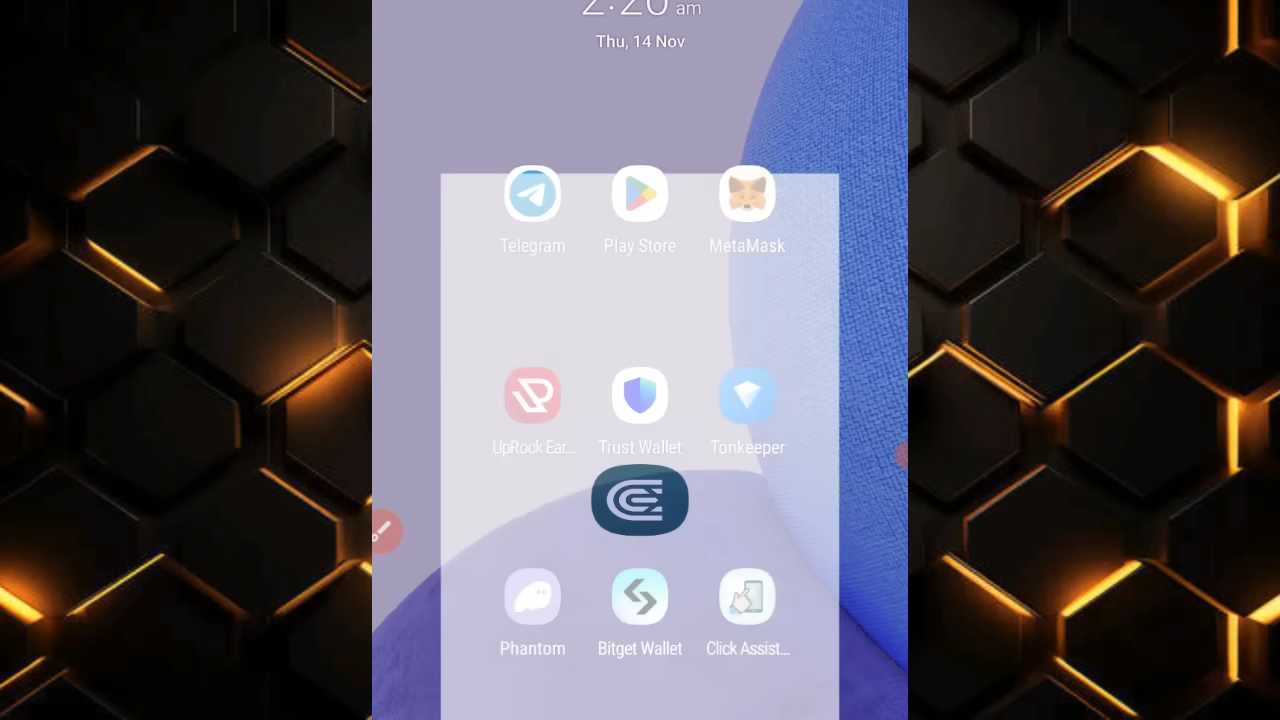 2:20 am
Thu, 14 Nov
Telegram Play Store MetaMask
UpRock Ear... Trust Wallet Tonkeeper
Phantom Bitget Wallet Click Assist...